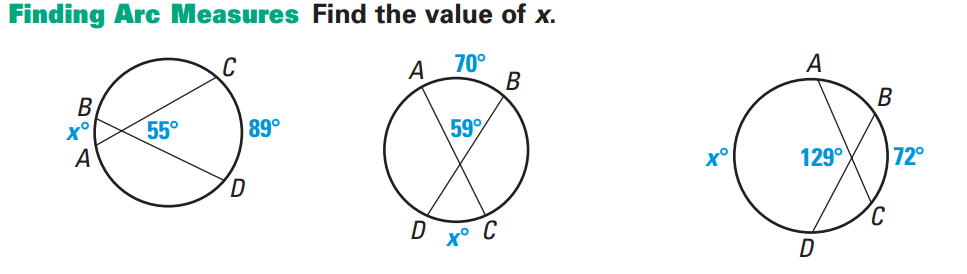 Finding Arc Measures Find the value of x.
C
B
x°
55°
89°
A
D
A
70°
B
59°
D
x°
C
A
B
x°
129°
72°
C
D